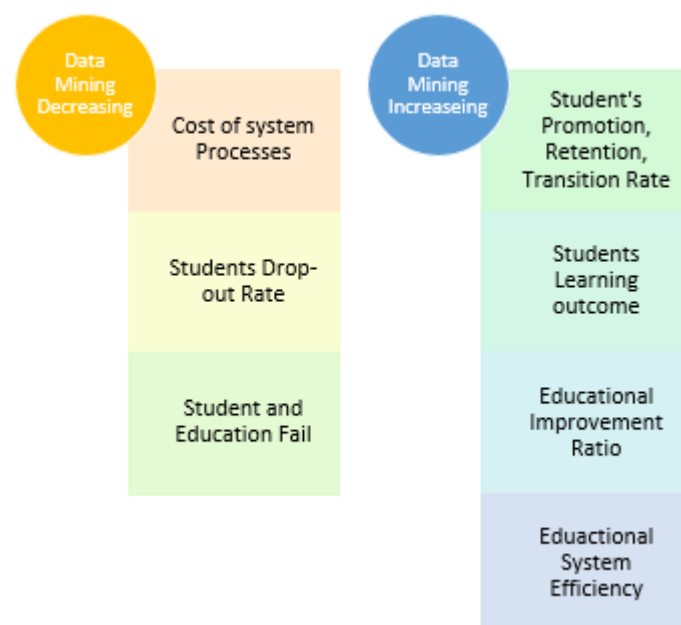 Data
Mining
Decreasing
Cost of system
Processes
Students Drop-
out Rate
Student and
Education Fail
Data
Mining
Increaseing
Student's
Promotion,
Retention,
Transition Rate
Students
Learning
outcome
Educational
Improvement
Ratio
Eduactional
System
Efficiency